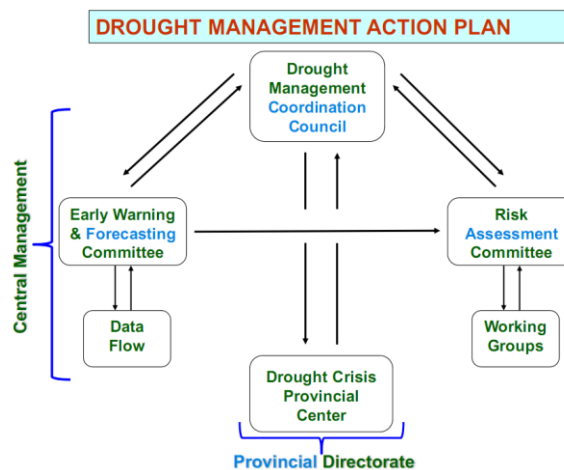 DROUGHT MANAGEMENT ACTION PLAN
Drought
Management
Coordination
Council
Central Management
Early Warning
& Forecasting
Committee
Risk
Assessment
Committee
Data
Flow
Working
Groups
Drought Crisis
Provincial
Center
Provincial Directorate